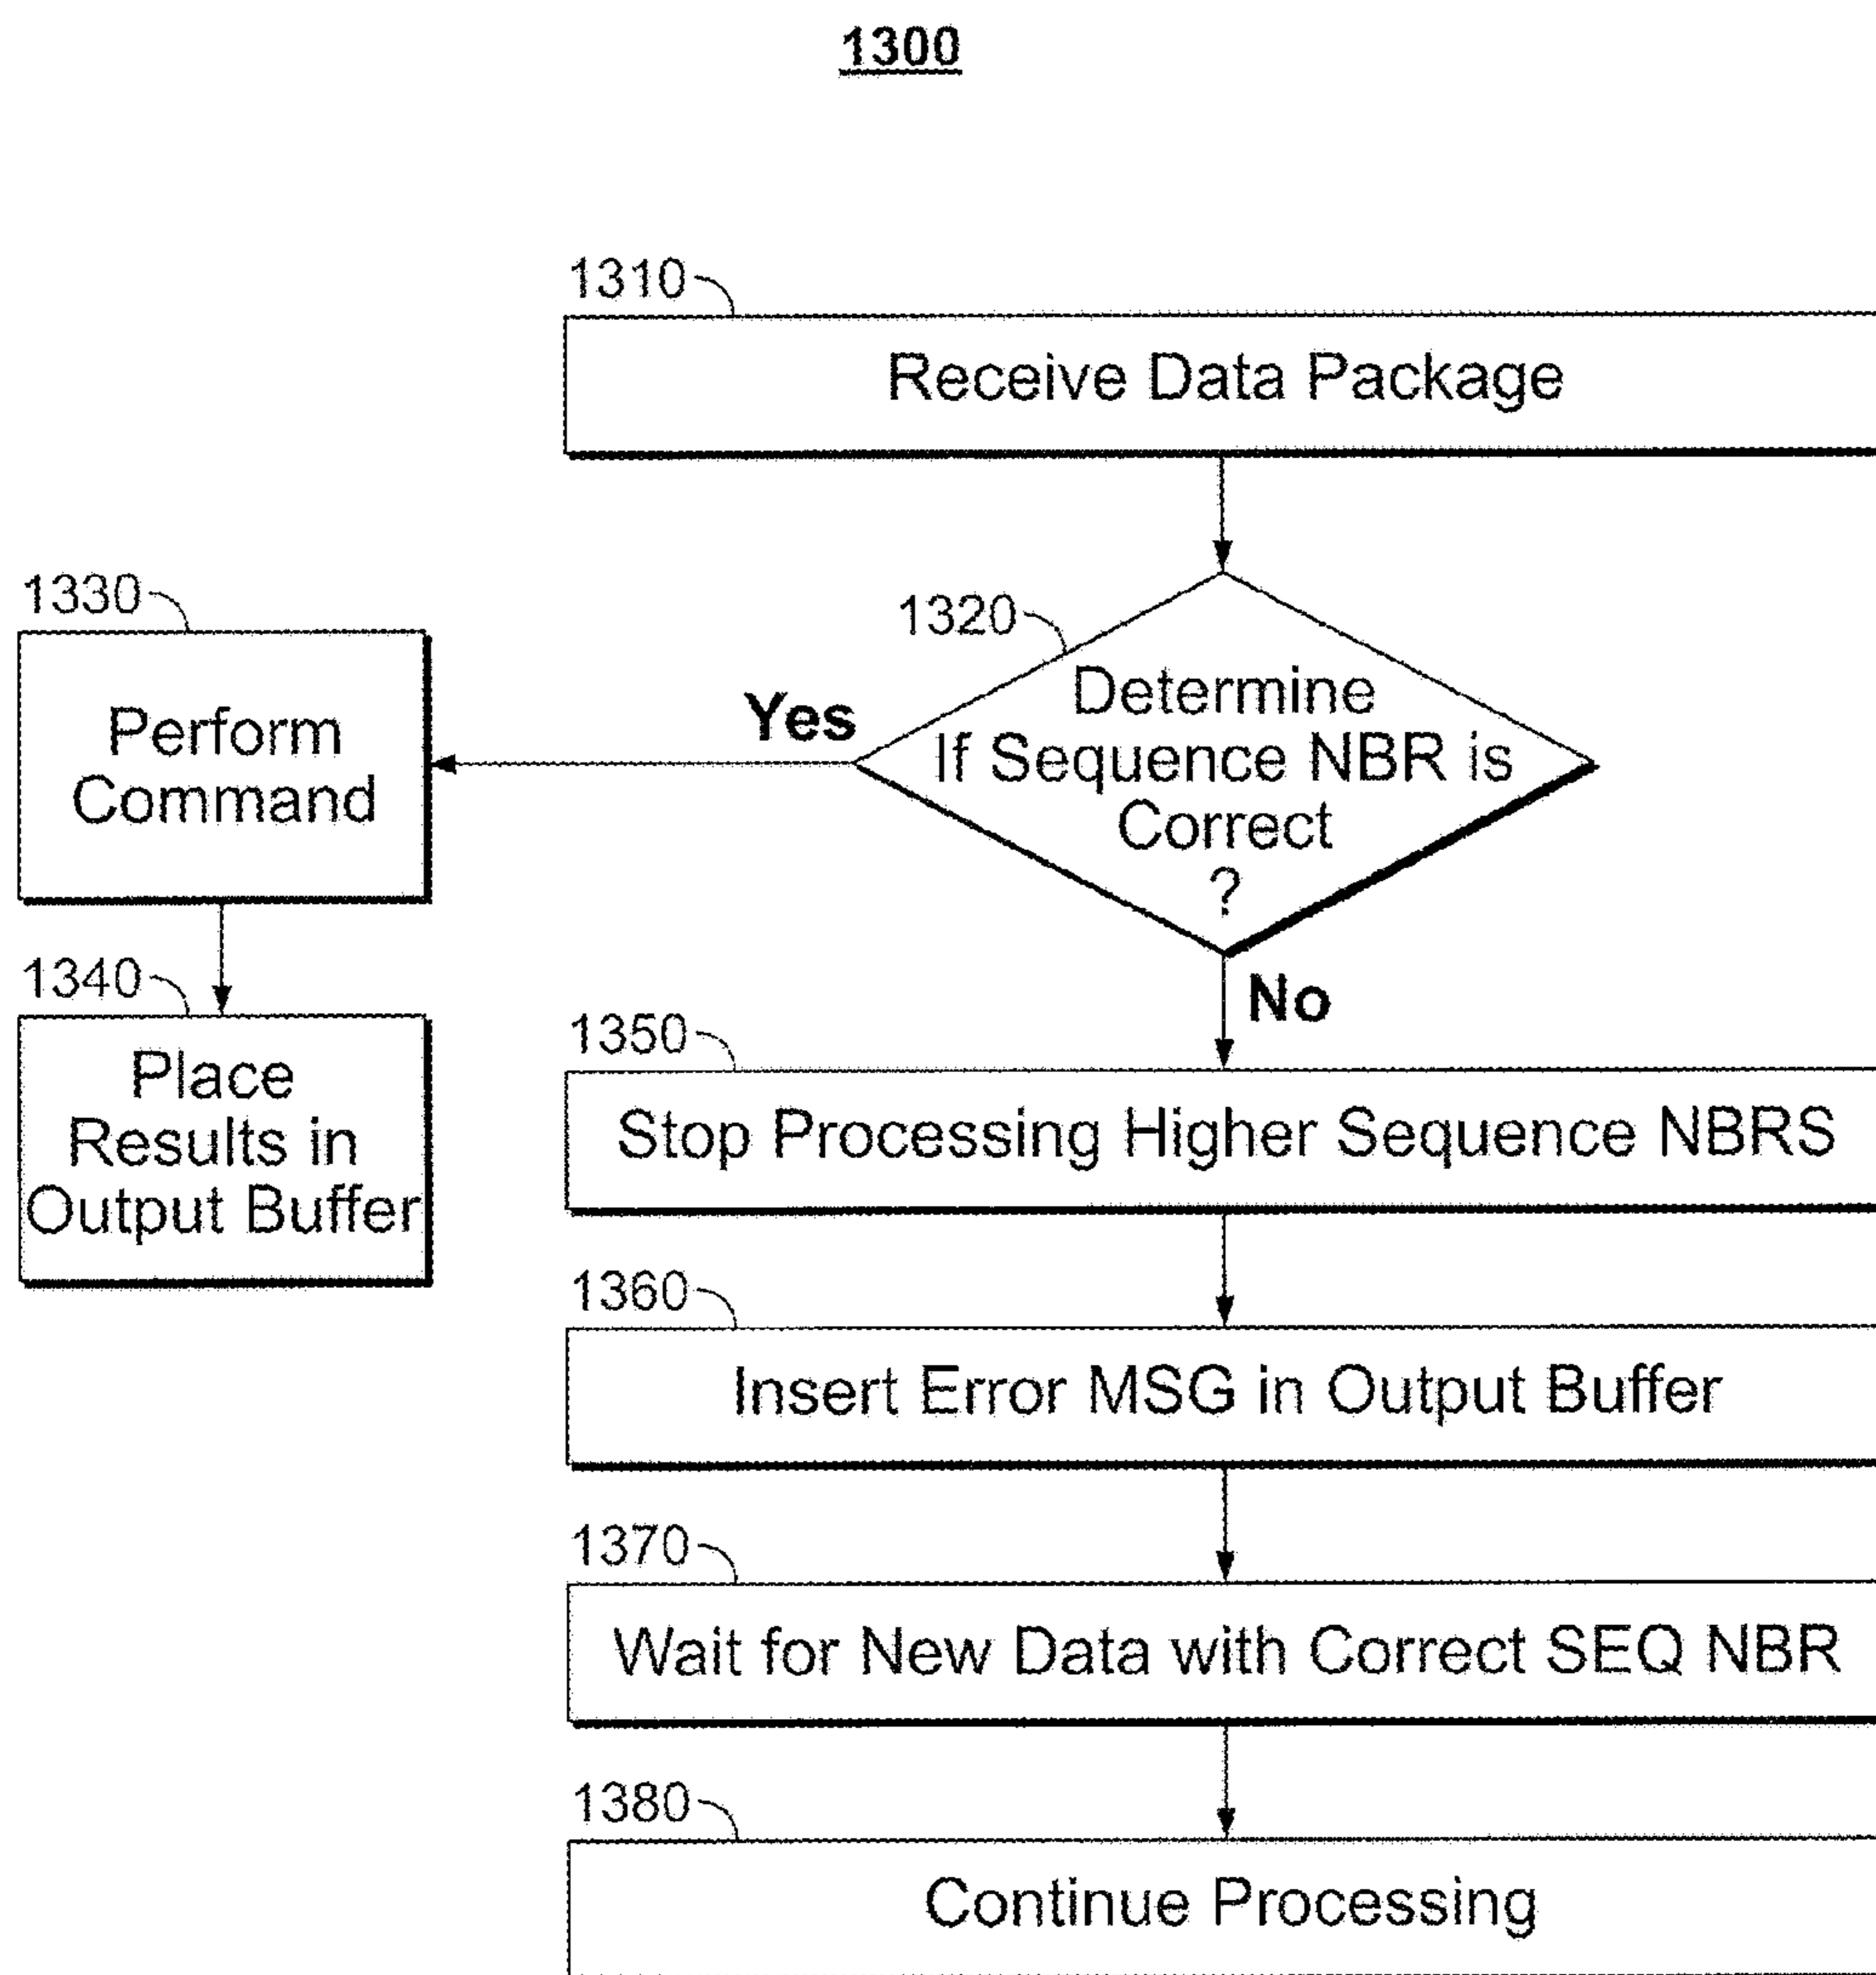 1300
1310
Receive Data Package
1320
Determine
If Sequence NBR is
Correct
?
Yes
1330
Perform
Command
1340
Place
Results in
Output Buffer
No
1350
Stop Processing Higher Sequence NBRS
1360
Insert Error MSG in Output Buffer
1370
Wait for New Data with Correct SEQ NBR
1380
Continue Processing